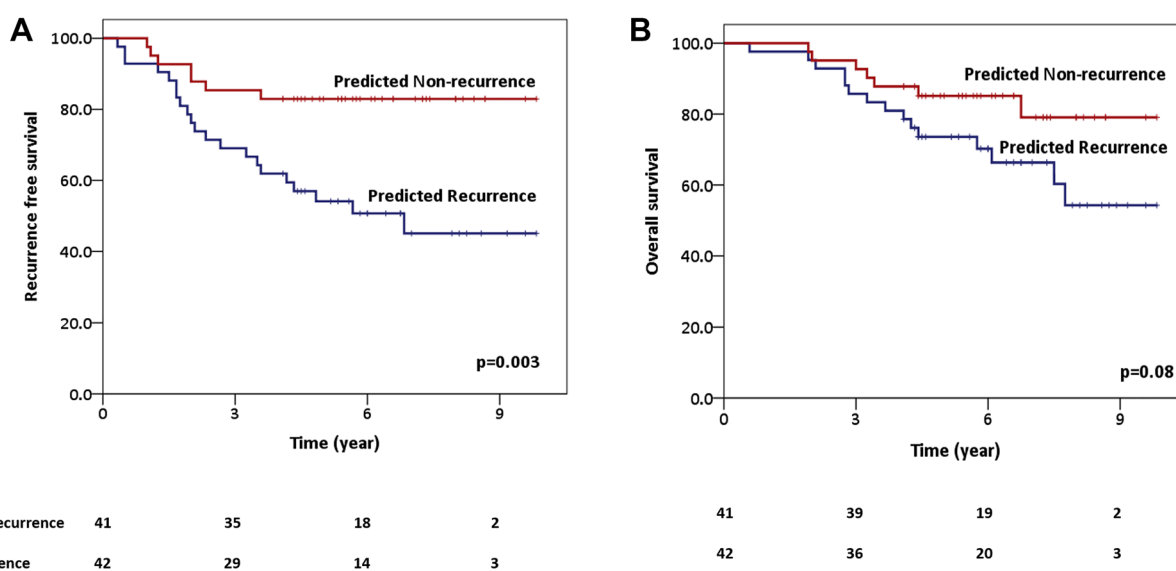 A
100.0
80.0
60.0
40.0
20.0
0.0
Recurrence free survival
Predicted Non-recurrence
Predicted Recurrence
p=0.003
0 3 6 9
Time (year)
ecurrence 41 35 18 2
ence 42 29 14 3
B
100.0
80.0
60.0
40.0
20.0
0.0
Overall survival
Predicted Non-recurrence
Predicted Recurrence
p=0.08
0 3 6 9
Time (year)
41 39 19 2
42 36 20 3